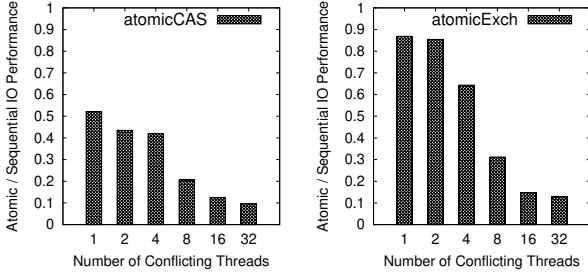 Atomic / Sequential IO Performance
1
0.9
0.8
0.7
0.6
0.5
0.4
0.3
0.2
0.1
0
atomicCAS
1 2 4 8 16 32
Number of Conflicting Threads
Atomic / Sequential IO Performance
1
0.9
0.8
0.7
0.6
0.5
0.4
0.3
0.2
0.1
0
atomicExch
1 2 4 8 16 32
Number of Conflicting Threads